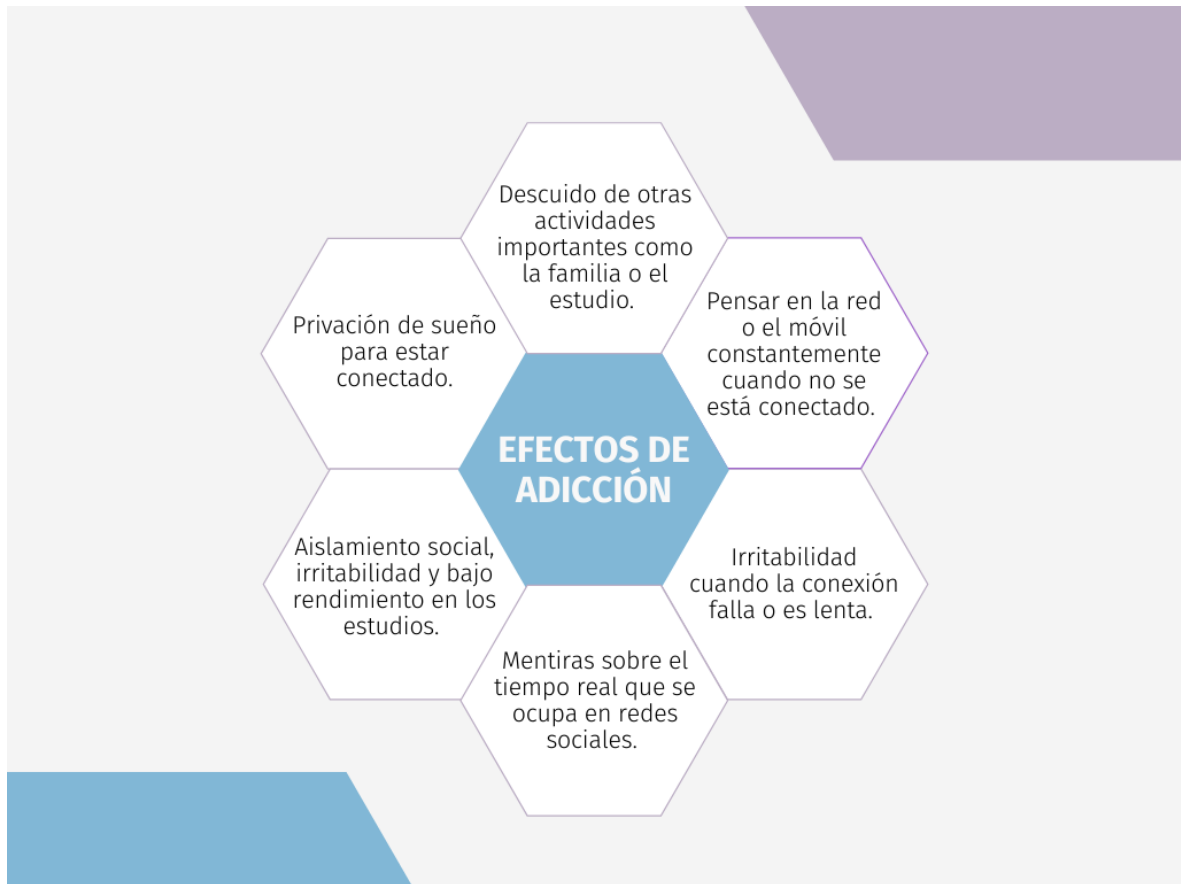 Descuido de otras
actividades
importantes como
la familia o el
estudio.
Pensar en la red
o el móvil
constantemente
cuando no se
está conectado.
Irritabilidad
cuando la conexión
falla o es lenta.
Mentiras sobre el
tiempo real que se
ocupa en redes
sociales.
Aislamiento social,
irritabilidad y bajo
rendimiento en los
estudios.
Privación de sueño
para estar
conectado.
EFECTOS DE
ADICCIÓN